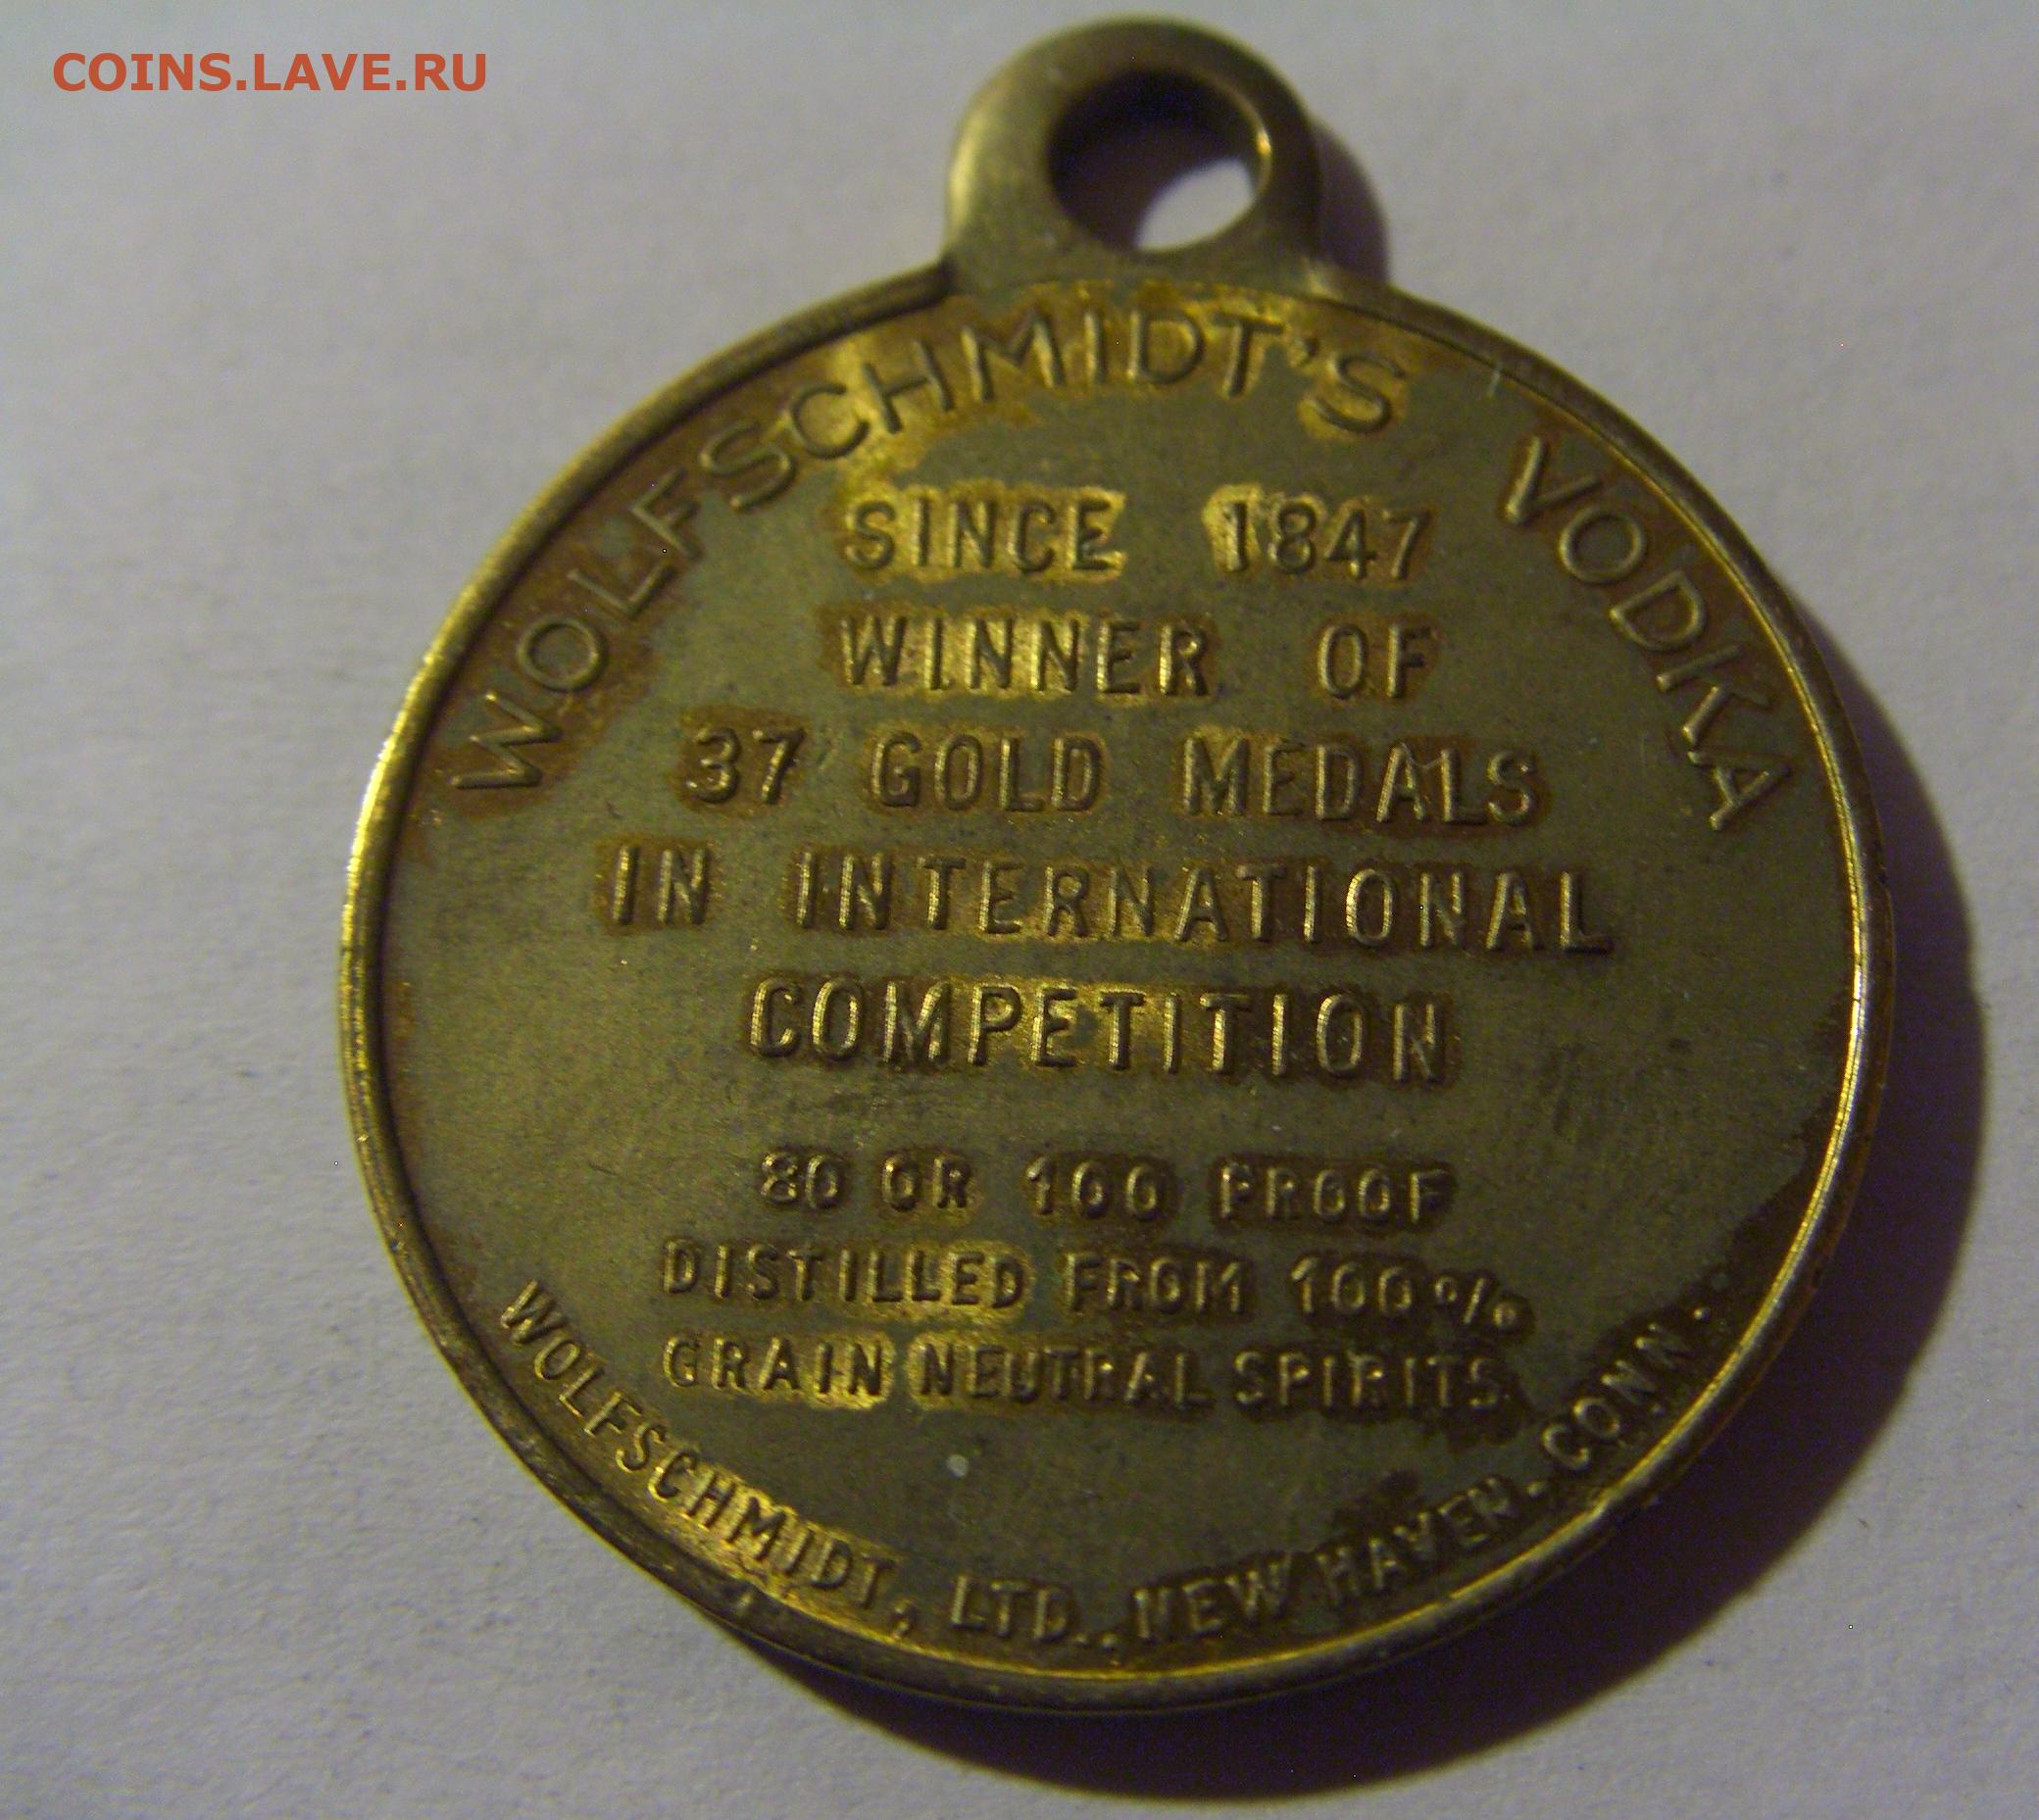 COINS.LAVE.RU
WOLFSCHMIDT'S VODKA
SINCE 1847
WINNER OF
37 GOLD MEDALS
IN INTERNATIONAL
COMPETITION
80 OR 100 PROOF
DISTILLED FROM 100%
GRAIN NEUTRAL SPIRITS
WOLFSCHMIDT, LTD., NEW HAVEN, CONN.